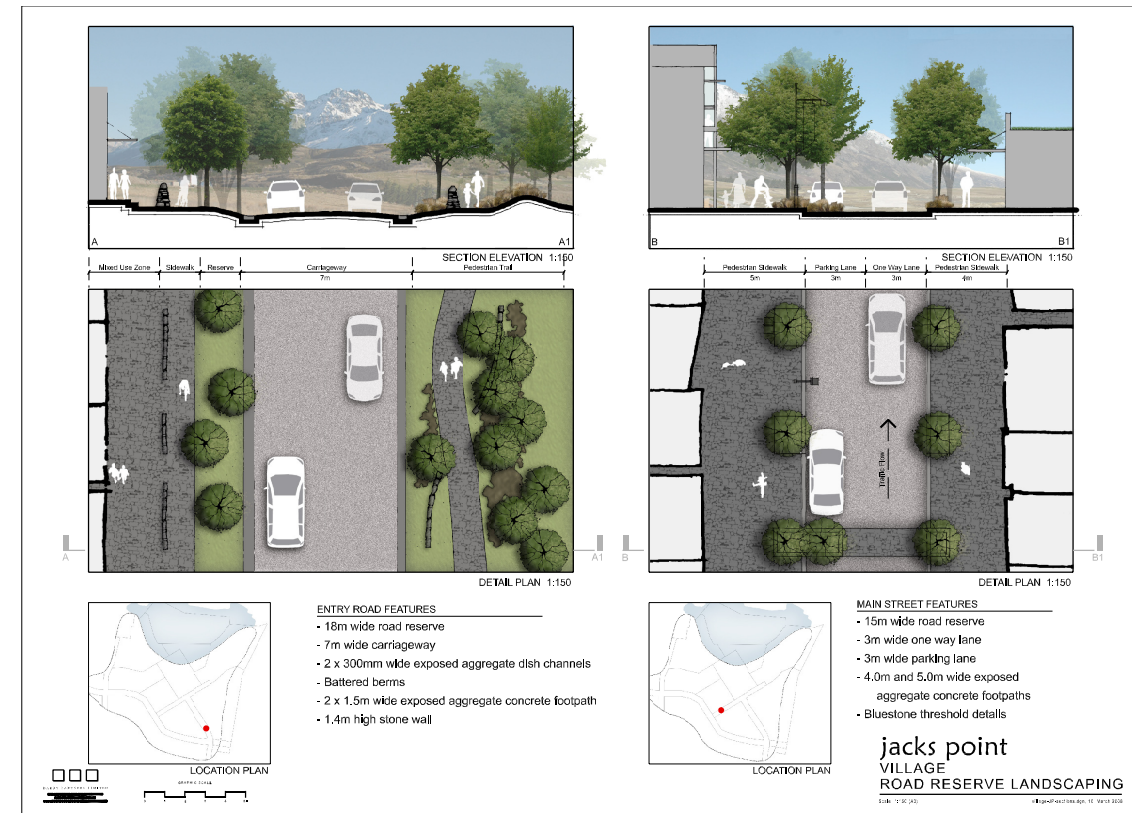 A
A1
SECTION ELEVATION 1:150
Mixed Use Zone
Sidewalk
Reserve
Carriageway
Pedestrian Trail
7m
A
A1
DETAIL PLAN 1:150
LOCATION PLAN
ENTRY ROAD FEATURES
- 18m wide road reserve
- 7m wide carriageway
- 2 x 300mm wide exposed aggregate dish channels
- Battered berms
- 2 x 1.5m wide exposed aggregate concrete footpath
- 1.4m high stone wall
GRAPHIC SCALE
B
B1
SECTION ELEVATION 1:150
Pedestrian Sidewalk
Parking Lane
One Way Lane
Pedestrian Sidewalk
5m
3m
3m
4m
Traffic Flow
B
B1
DETAIL PLAN 1:150
LOCATION PLAN
MAIN STREET FEATURES
- 15m wide road reserve
- 3m wide one way lane
- 3m wide parking lane
- 4.0m and 5.0m wide exposed
aggregate concrete footpaths
- Bluestone threshold details
jacks point
VILLAGE
ROAD RESERVE LANDSCAPING
Scale 1:150 (A3)